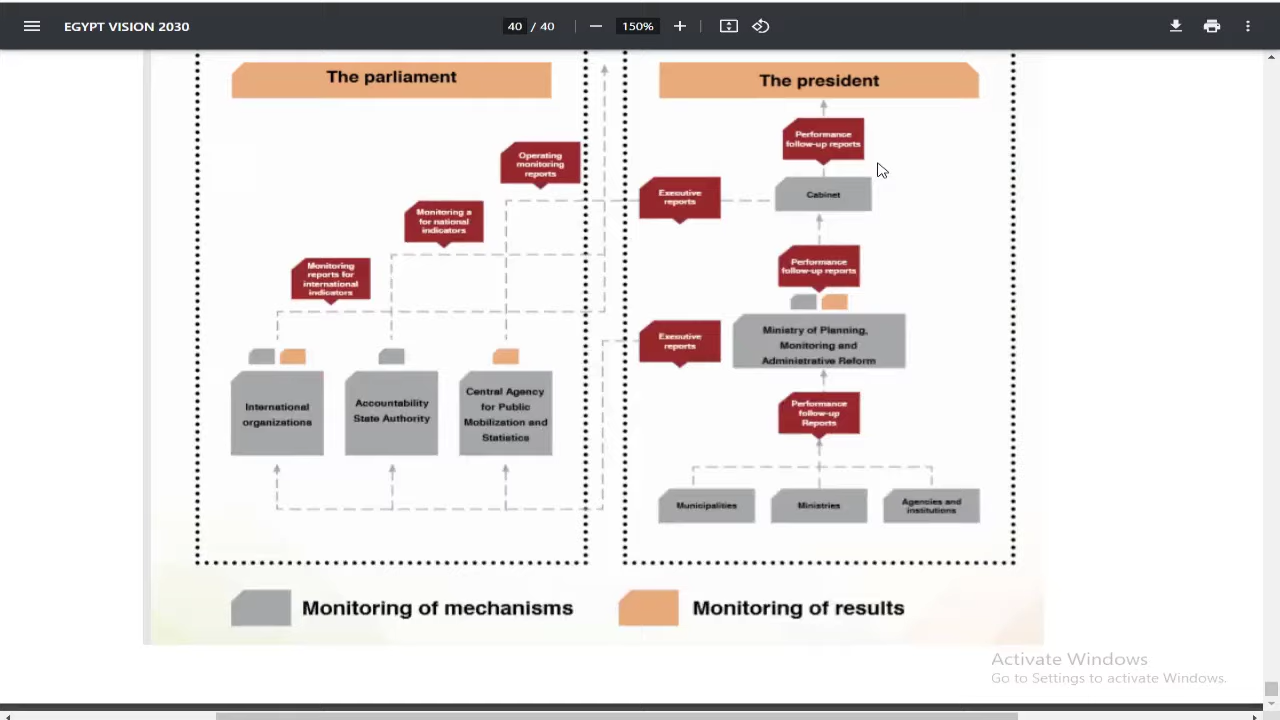 EGYPT VISION 2030
40 / 40
150%
The parliament
The president
Performance
follow-up reports
Operating
monitoring
reports
Cabinet
Executive
reports
Monitoring a
for national
indicators
Performance
follow-up reports
Monitoring
reports for
international
indicators
Ministry of Planning,
Monitoring and
Administrative Reform
Executive
reports
International
organizations
Accountability
State Authority
Central Agency
for Public
Mobilization and
Statistics
Performance
follow-up
Reports
Municipalities
Ministries
Agencies and
institutions
Monitoring of mechanisms
Monitoring of results
Activate Windows
Go to Settings to activate Windows.